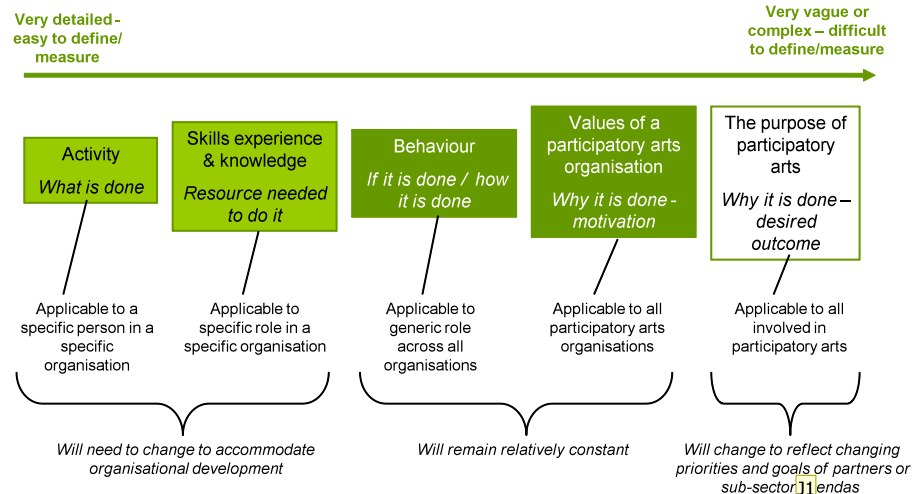 Very detailed -
easy to define/
measure
Very vague or
complex – difficult
to define/measure
Activity
What is done
Skills experience
& knowledge
Resource needed
to do it
Behaviour
If it is done / how
it is done
Values of a
participatory arts
organisation
Why it is done -
motivation
The purpose of
participatory
arts
Why it is done –
desired
outcome
Applicable to a
specific person in a
specific
organisation
Applicable to
specific role in a
specific organisation
Applicable to
generic role
across all
organisations
Applicable to all
participatory arts
organisations
Applicable to all
involved in
participatory arts
Will need to change to accommodate
organisational development
Will remain relatively constant
Will change to reflect changing
priorities and goals of partners or
sub-sector J1 endas